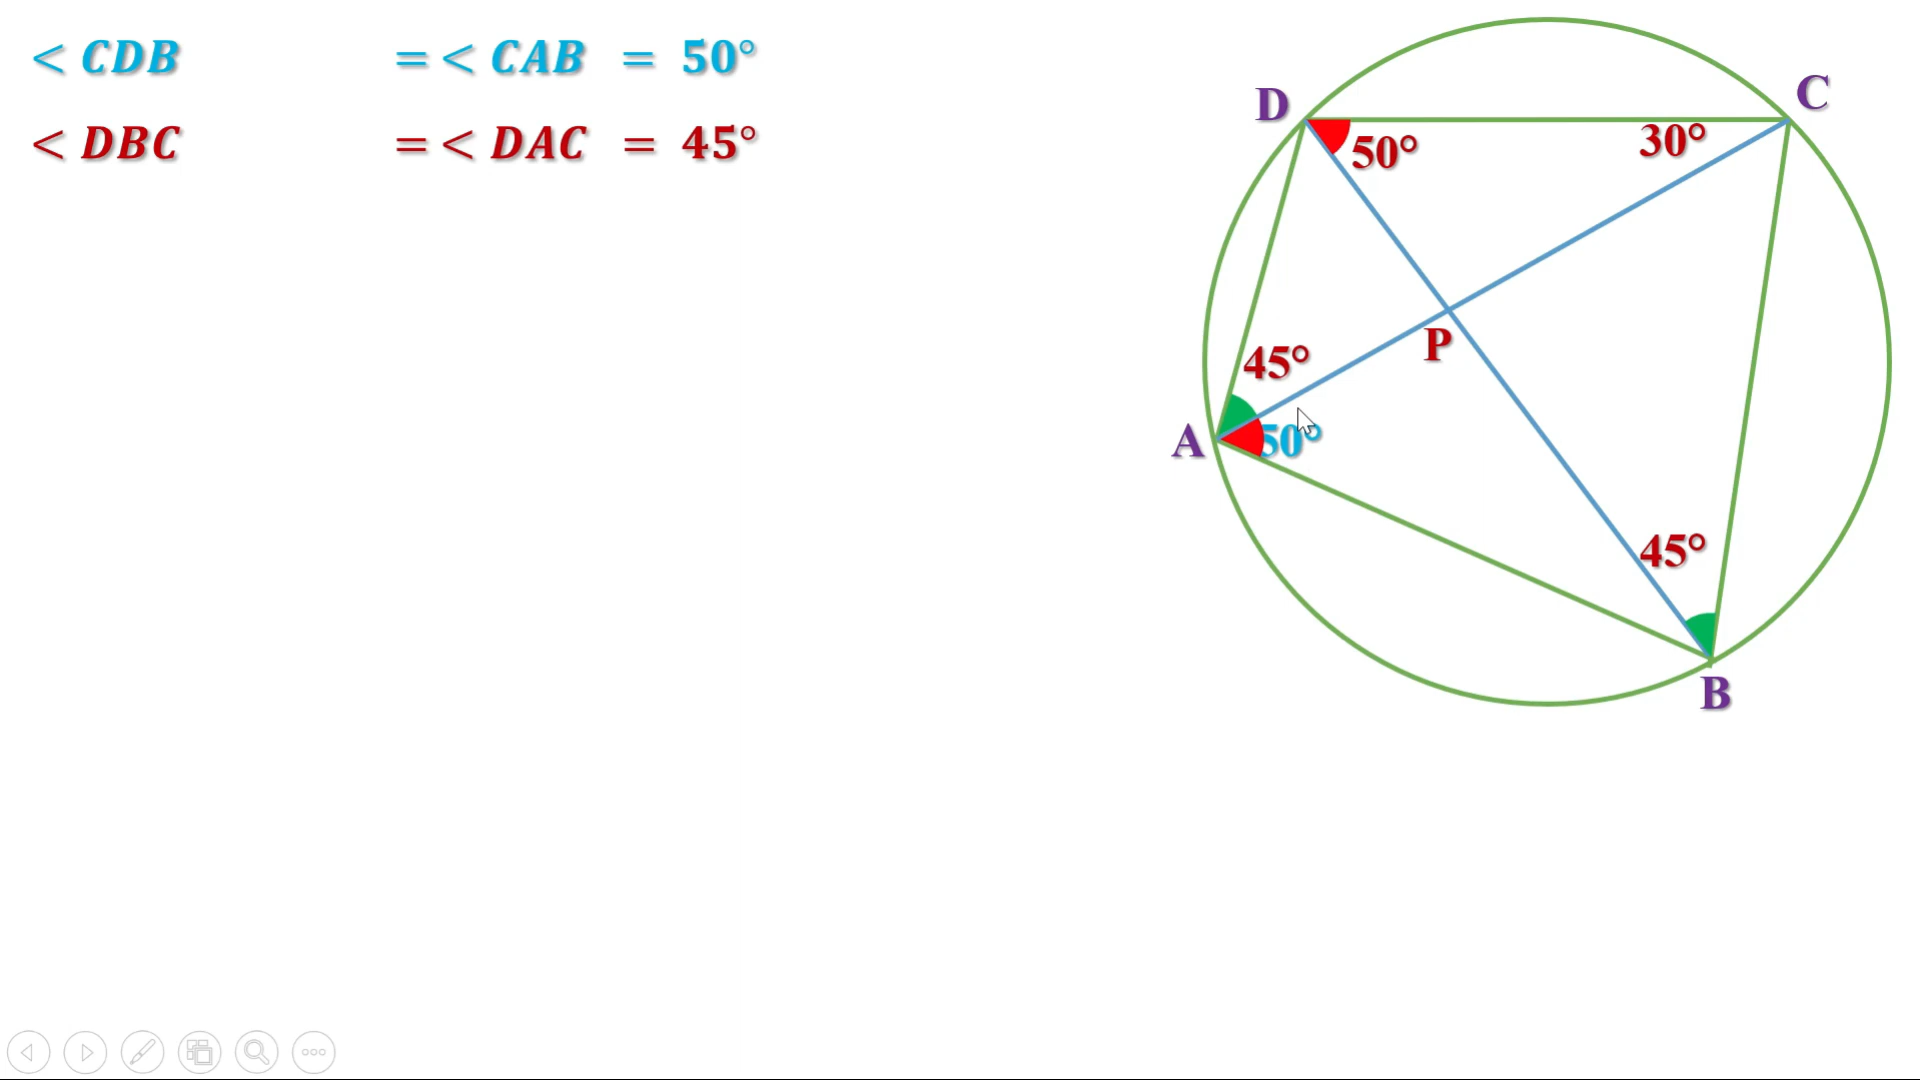 < CDB = < CAB = 50°
< DBC = < DAC = 45°
D
C
50°
30°
P
45°
A
50°
45°
B